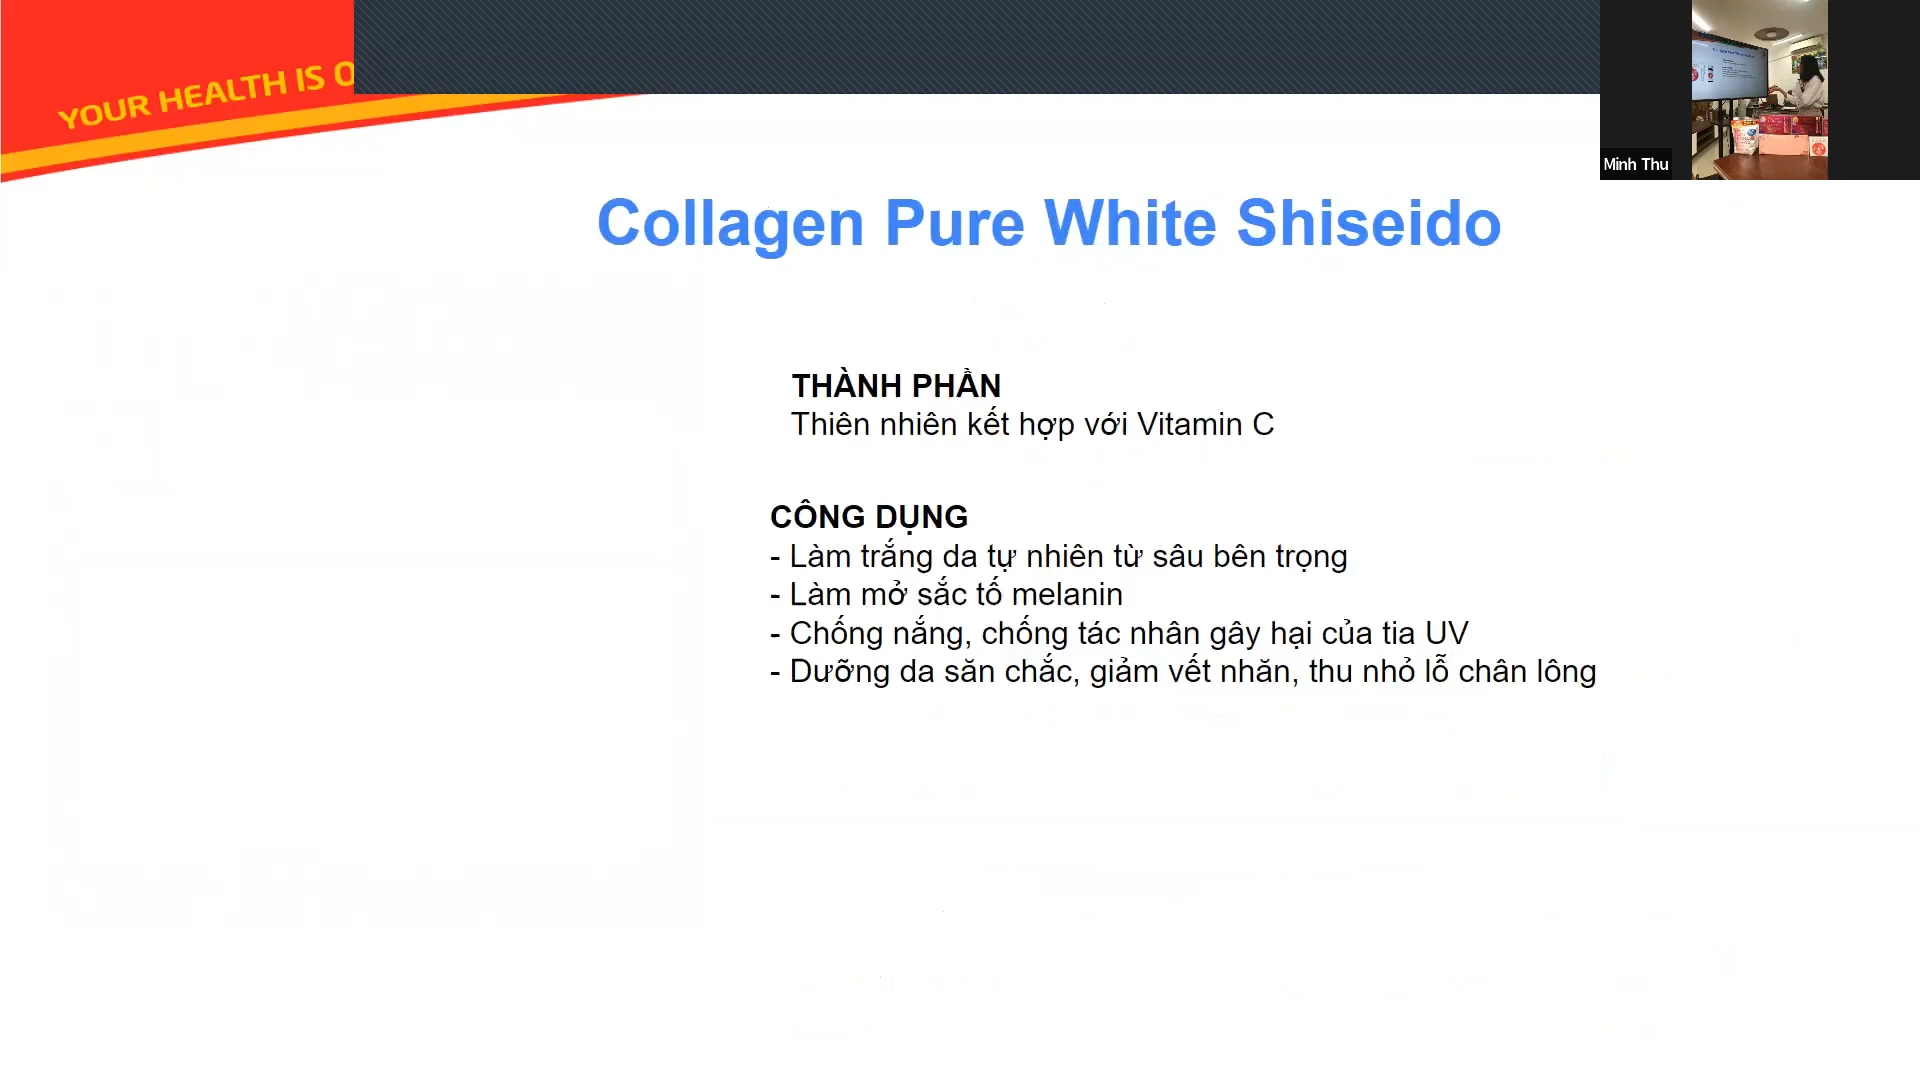 YOUR HEALTH IS O
Minh Thu
Collagen Pure White Shiseido
THÀNH PHẦN
Thiên nhiên kết hợp với Vitamin C
CÔNG DỤNG
- Làm trắng da tự nhiên từ sâu bên trọng
- Làm mở sắc tố melanin
- Chống nắng, chống tác nhân gây hại của tia UV
- Dưỡng da săn chắc, giảm vết nhăn, thu nhỏ lỗ chân lông